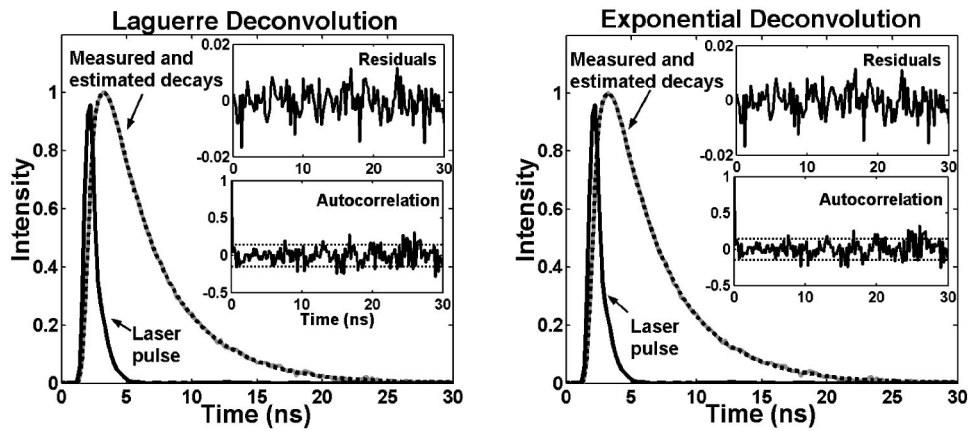 Laguerre Deconvolution
Measured and
estimated decays
Residuals
0.02
0
-0.02
0 10 20 30
Autocorrelation
1
0.5
0
-0.5
0 10 20 30
Time (ns)
Laser
pulse
Intensity
1
0.8
0.6
0.4
0.2
0
0 5 10 15 20 25 30
Time (ns)
Exponential Deconvolution
Measured and
estimated decays
Residuals
0.02
0
-0.02
0 10 20 30
Autocorrelation
1
0.5
0
-0.5
0 10 20 30
Laser
pulse
Intensity
1
0.8
0.6
0.4
0.2
0
0 5 10 15 20 25 30
Time (ns)